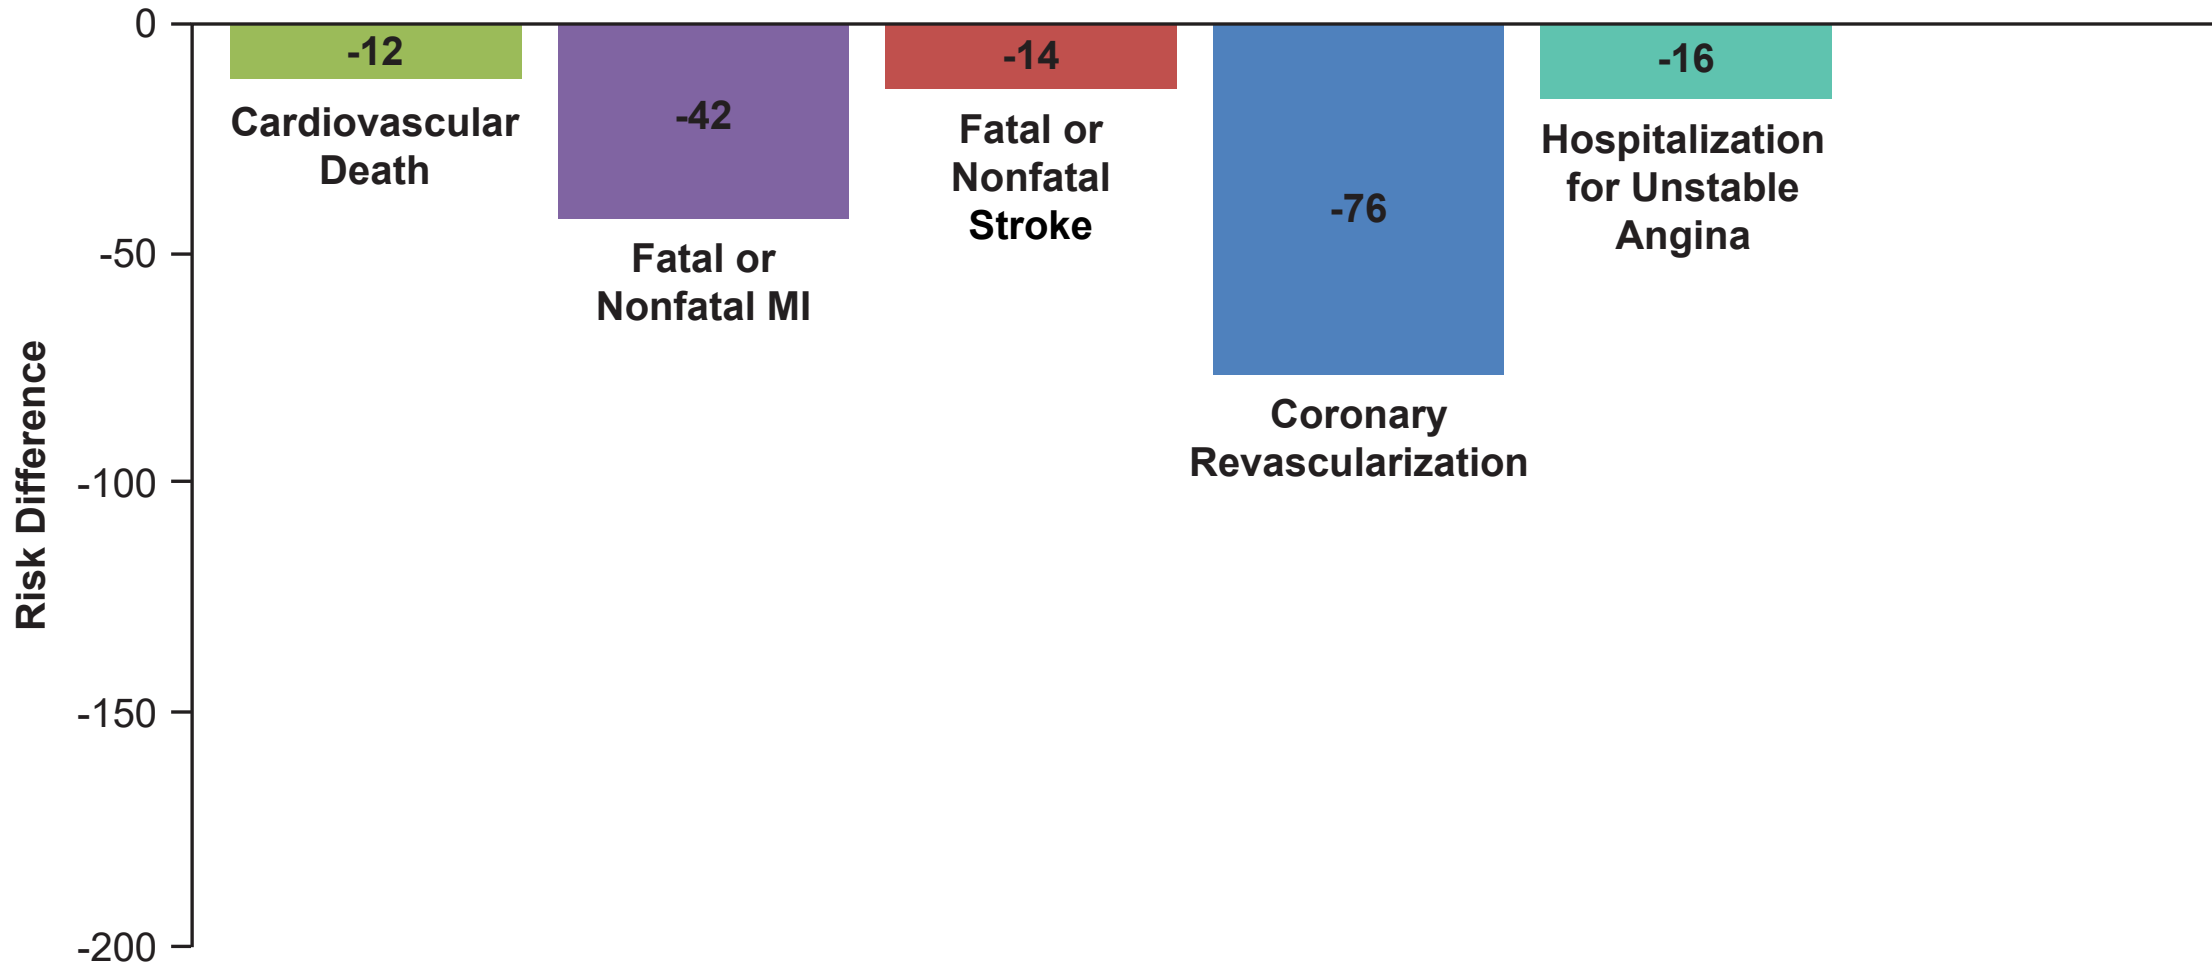 0
-50
-100
-150
-200
Risk Difference
-12
Cardiovascular
Death
-42
Fatal or
Nonfatal MI
-14
Fatal or
Nonfatal
Stroke
-76
Coronary
Revascularization
-16
Hospitalization
for Unstable
Angina